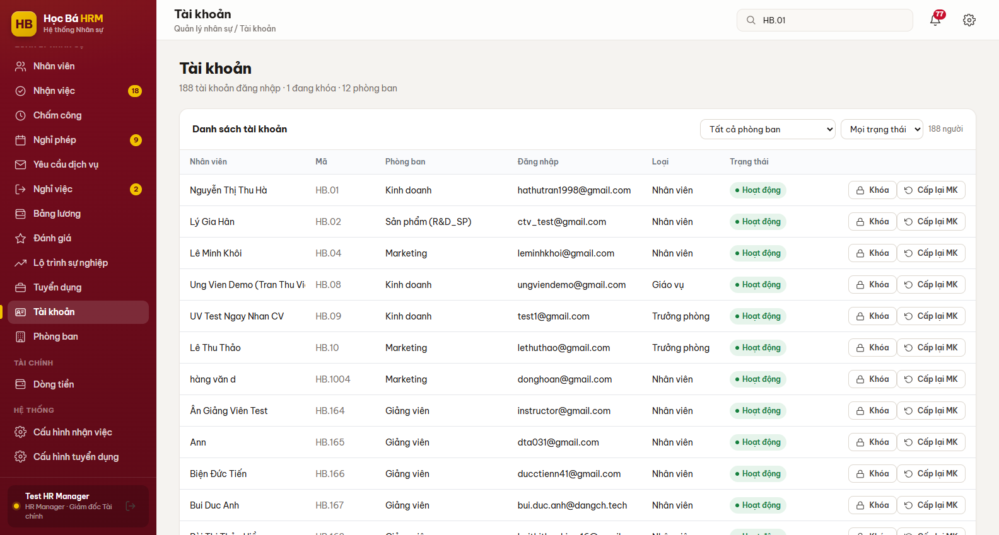 HB
Học Bá HRM
Hệ thống Nhân sự
Nhân viên
Nhận việc 18
Chấm công
Nghỉ phép 9
Yêu cầu dịch vụ
Nghỉ việc 2
Bảng lương
Đánh giá
Lộ trình sự nghiệp
Tuyển dụng
Tài khoản
Phòng ban
TÀI CHÍNH
Dòng tiền
HỆ THỐNG
Cấu hình nhận việc
Cấu hình tuyển dụng
Test HR Manager
HR Manager · Giám đốc Tài
chính
Tài khoản
Quản lý nhân sự / Tài khoản
HB.01
77
Tài khoản
188 tài khoản đăng nhập · 1 đang khóa · 12 phòng ban
Danh sách tài khoản
Tất cả phòng ban
Mọi trạng thái
188 người
Nhân viên Mã Phòng ban Đăng nhập Loại Trạng thái
Nguyễn Thị Thu Hà HB.01 Kinh doanh hathutran1998@gmail.com Nhân viên Hoạt động Khóa Cấp lại MK
Lý Gia Hân HB.02 Sản phẩm (R&D_SP) ctv_test@gmail.com Nhân viên Hoạt động Khóa Cấp lại MK
Lê Minh Khôi HB.04 Marketing leminhkhoi@gmail.com Nhân viên Hoạt động Khóa Cấp lại MK
Ung Vien Demo (Tran Thu Vi HB.08 Kinh doanh ungviendemo@gmail.com Giáo vụ Hoạt động Khóa Cấp lại MK
UV Test Ngay Nhan CV HB.09 Kinh doanh test1@gmail.com Trưởng phòng Hoạt động Khóa Cấp lại MK
Lê Thu Thảo HB.10 Marketing lethuthao@gmail.com Trưởng phòng Hoạt động Khóa Cấp lại MK
hàng văn d HB.1004 Marketing donghoan@gmail.com Nhân viên Hoạt động Khóa Cấp lại MK
Ân Giảng Viên Test HB.164 Giảng viên instructor@gmail.com Nhân viên Hoạt động Khóa Cấp lại MK
Ann HB.165 Giảng viên dta031@gmail.com Nhân viên Hoạt động Khóa Cấp lại MK
Biện Đức Tiến HB.166 Giảng viên ducctienn41@gmail.com Nhân viên Hoạt động Khóa Cấp lại MK
Bui Duc Anh HB.167 Giảng viên bui.duc.anh@dangch.tech Nhân viên Hoạt động Khóa Cấp lại MK